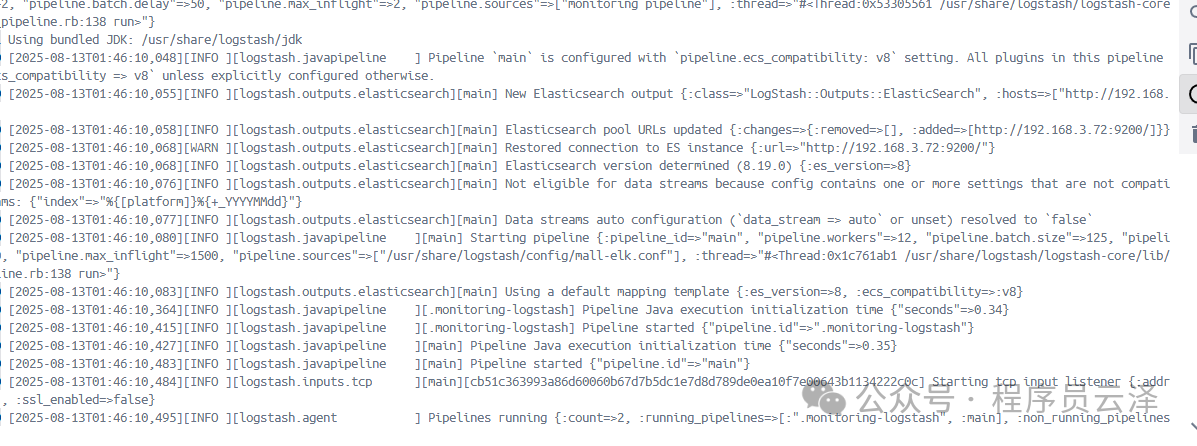 =>2, "pipeline.batch.delay"=>50, "pipeline.max_inflight"=>2, "pipeline.sources"=>["monitoring pipeline"], :thread=>"#<Thread:0x53305561 /usr/share/logstash/logstash-core
pipeline.rb:138 run>"}
Using bundled JDK: /usr/share/logstash/jdk
[2025-08-13T01:46:10,048][INFO ][logstash.javapipeline    ] Pipeline `main` is configured with `pipeline.ecs_compatibility: v8` setting. All plugins in this pipeline
cs_compatibility => v8` unless explicitly configured otherwise.
[2025-08-13T01:46:10,055][INFO ][logstash.outputs.elasticsearch][main] New Elasticsearch output {:class=>"LogStash::Outputs::ElasticSearch", :hosts=>["http://192.168.
[2025-08-13T01:46:10,058][INFO ][logstash.outputs.elasticsearch][main] Elasticsearch pool URLs updated {:changes=>{:removed=>[], :added=>[http://192.168.3.72:9200/]}}
[2025-08-13T01:46:10,068][WARN ][logstash.outputs.elasticsearch][main] Restored connection to ES instance {:url=>"http://192.168.3.72:9200/"}
[2025-08-13T01:46:10,068][INFO ][logstash.outputs.elasticsearch][main] Elasticsearch version determined (8.19.0) {:es_version=>8}
[2025-08-13T01:46:10,076][INFO ][logstash.outputs.elasticsearch][main] Not eligible for data streams because config contains one or more settings that are not compati
ms: {"index"=>"%{[platform]}%{+_YYYYMMdd}"}
[2025-08-13T01:46:10,077][INFO ][logstash.outputs.elasticsearch][main] Data streams auto configuration (`data_stream => auto` or unset) resolved to `false`
[2025-08-13T01:46:10,080][INFO ][logstash.javapipeline    ][main] Starting pipeline {:pipeline_id=>"main", "pipeline.workers"=>12, "pipeline.batch.size"=>125, "pipeli
, "pipeline.max_inflight"=>1500, "pipeline.sources"=>["/usr/share/logstash/config/mall-elk.conf"], :thread=>"#<Thread:0x1c761ab1 /usr/share/logstash/logstash-core/lib/
line.rb:138 run>"}
[2025-08-13T01:46:10,083][INFO ][logstash.outputs.elasticsearch][main] Using a default mapping template {:es_version=>8, :ecs_compatibility=>:v8}
[2025-08-13T01:46:10,364][INFO ][logstash.javapipeline    ][.monitoring-logstash] Pipeline Java execution initialization time {"seconds"=>0.34}
[2025-08-13T01:46:10,415][INFO ][logstash.javapipeline    ][.monitoring-logstash] Pipeline started {"pipeline.id"=>".monitoring-logstash"}
[2025-08-13T01:46:10,427][INFO ][logstash.javapipeline    ][main] Pipeline Java execution initialization time {"seconds"=>0.35}
[2025-08-13T01:46:10,483][INFO ][logstash.javapipeline    ][main] Pipeline started {"pipeline.id"=>"main"}
[2025-08-13T01:46:10,484][INFO ][logstash.inputs.tcp      ][main][cb51c363993a86d60060b67d7b5dc1e7d8d789de0ea10f7e00643b1134222c0c] Starting tcp input listener {:addr
, :ssl_enabled=>false}
[2025-08-13T01:46:10,495][INFO ][logstash.agent           ] Pipelines running {:count=>2, :running_pipelines=>[:".monitoring-logstash", :main], :non_running_pipelines
公众号 · 程序员云泽